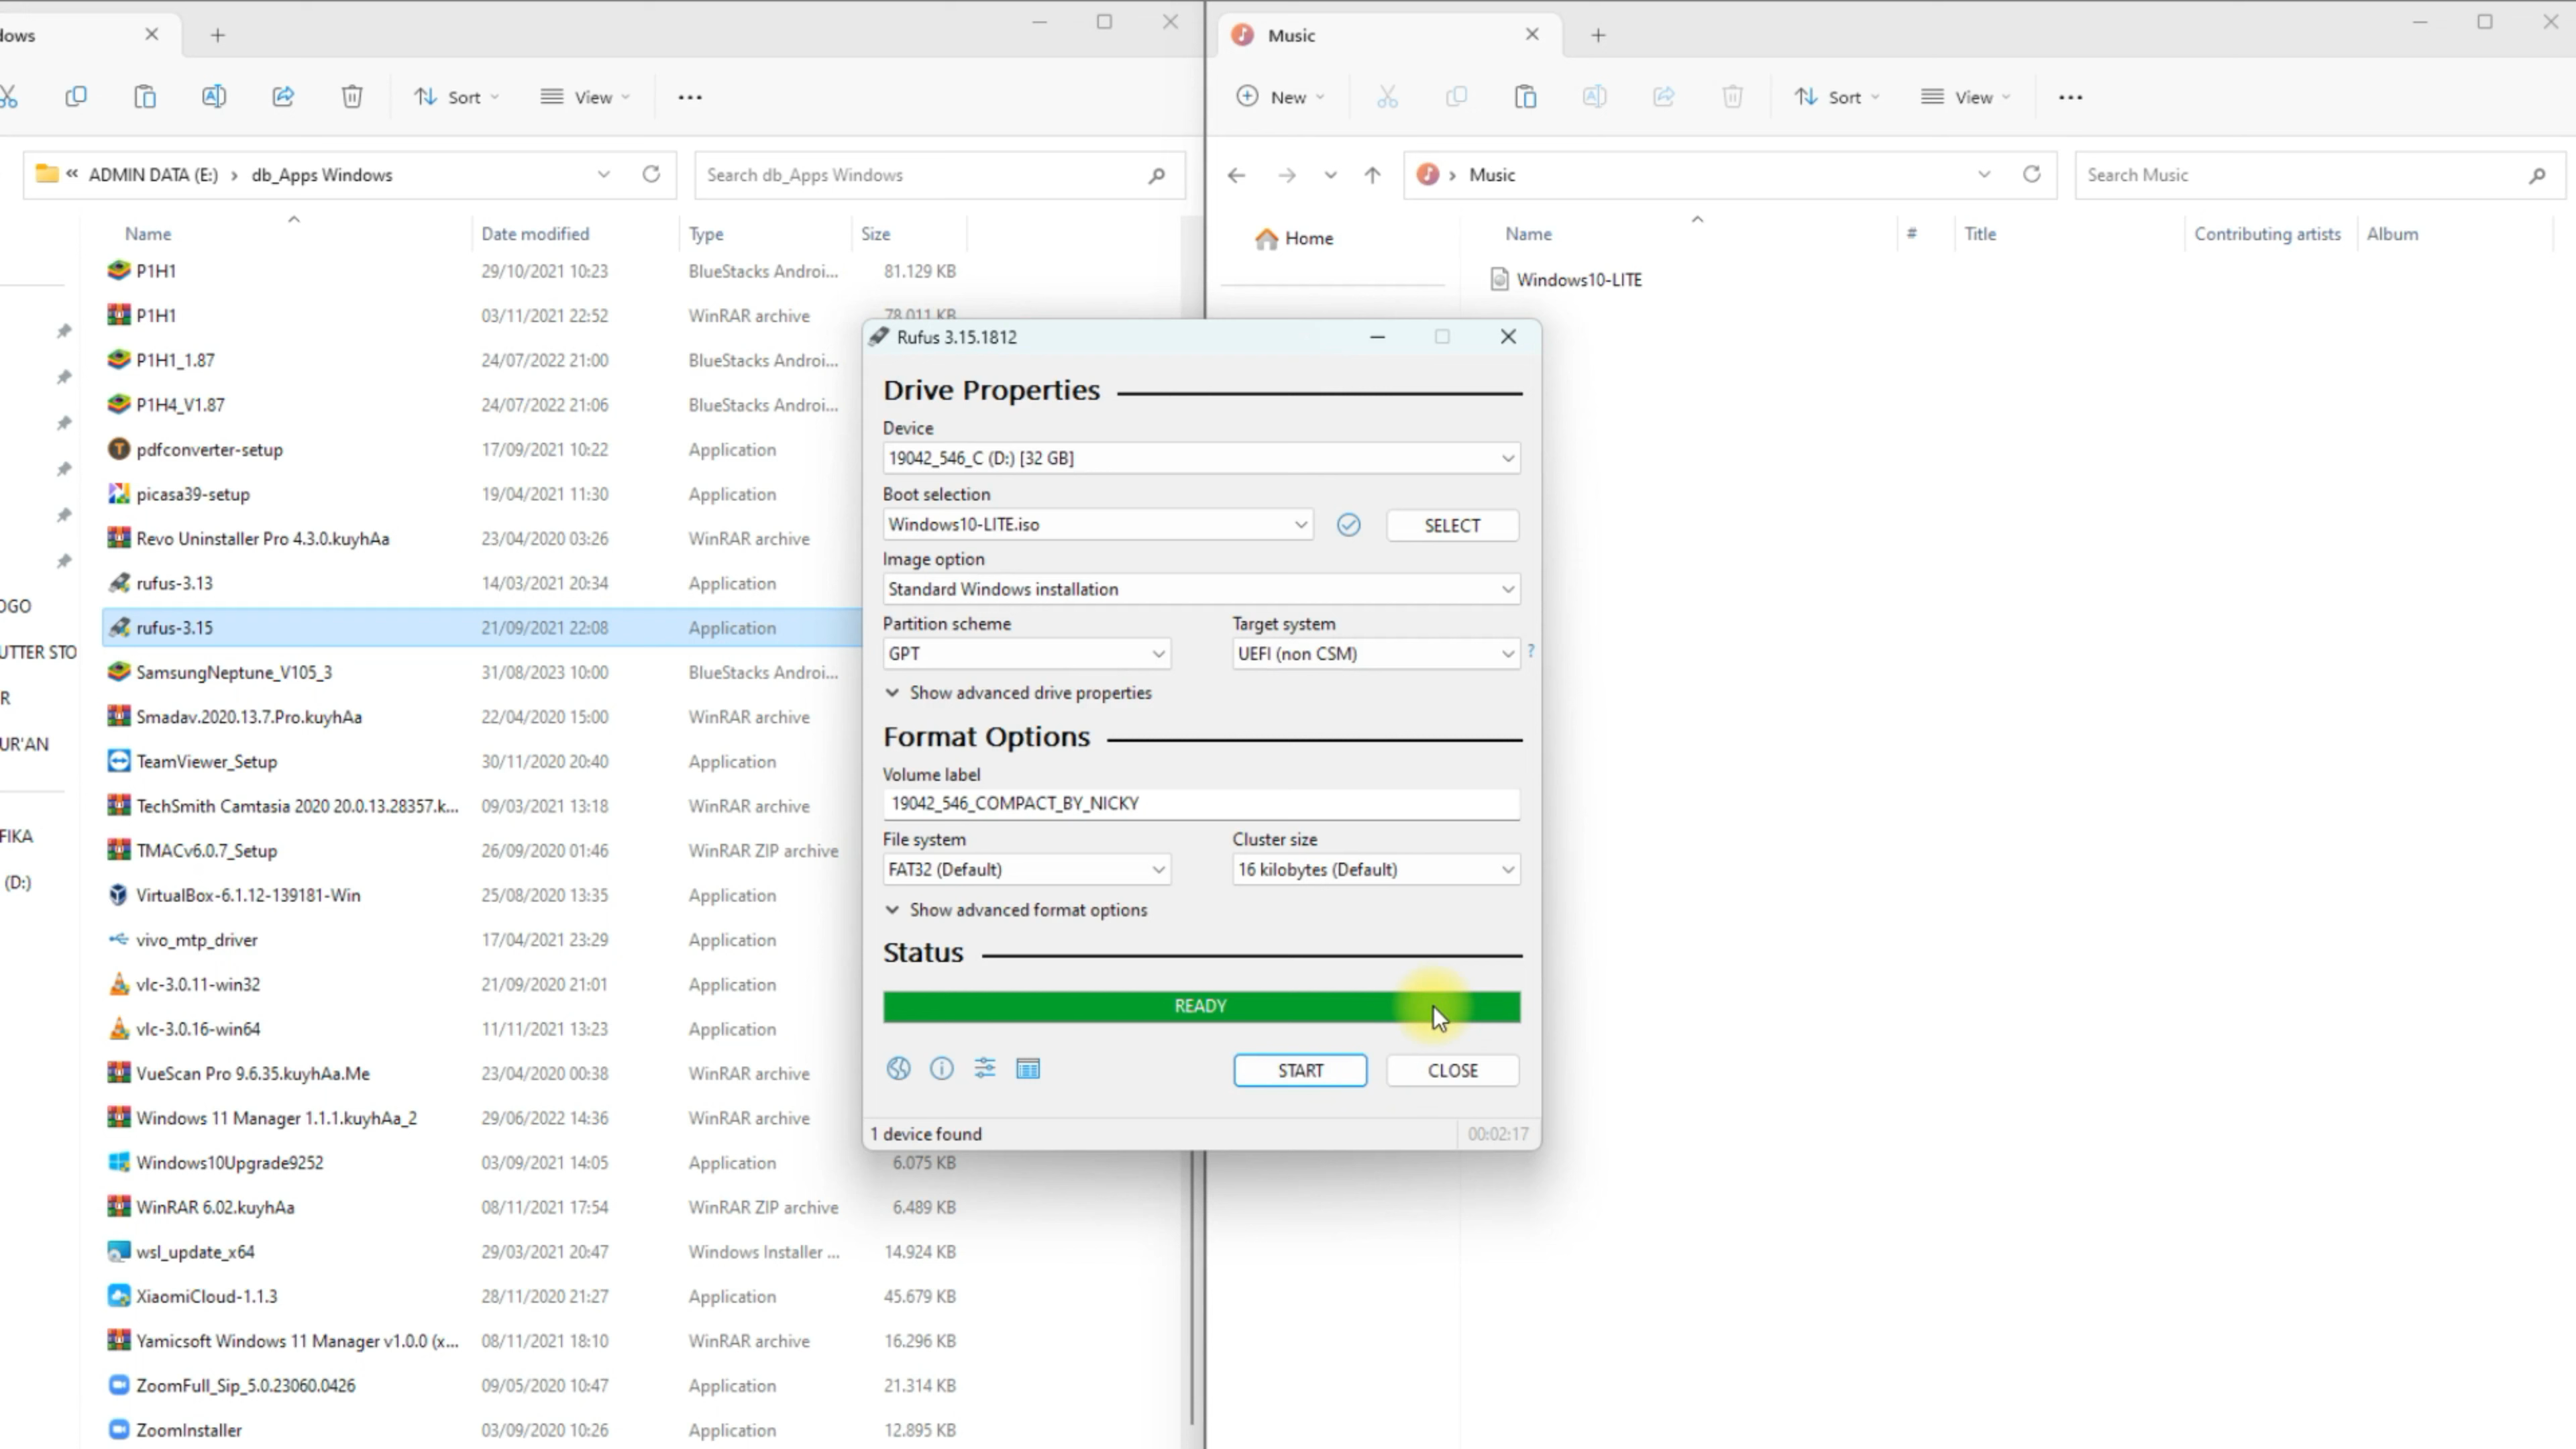 dows
Sort
View
ADMIN DATA (E:) › db_Apps Windows
Search db_Apps Windows
Name Date modified Type Size
P1H1 29/10/2021 10:23 BlueStacks Androi... 81.129 KB
P1H1 03/11/2021 22:52 WinRAR archive 78.011 KB
P1H1_1.87 24/07/2022 21:00 BlueStacks Androi...
P1H4_V1.87 24/07/2022 21:06 BlueStacks Androi...
pdfconverter-setup 17/09/2021 10:22 Application
picasa39-setup 19/04/2021 11:30 Application
Revo Uninstaller Pro 4.3.0.kuyhAa 23/04/2020 03:26 WinRAR archive
rufus-3.13 14/03/2021 20:34 Application
OGO
rufus-3.15 21/09/2021 22:08 Application
UTTER STO
SamsungNeptune_V105_3 31/08/2023 10:00 BlueStacks Androi...
R
Smadav.2020.13.7.Pro.kuyhAa 22/04/2020 15:00 WinRAR archive
UR'AN
TeamViewer_Setup 30/11/2020 20:40 Application
TechSmith Camtasia 2020 20.0.13.28357.k... 09/03/2021 13:18 WinRAR archive
FIKA
TMACv6.0.7_Setup 26/09/2020 01:46 WinRAR ZIP archive
(D:)
VirtualBox-6.1.12-139181-Win 25/08/2020 13:35 Application
vivo_mtp_driver 17/04/2021 23:29 Application
vlc-3.0.11-win32 21/09/2020 21:01 Application
vlc-3.0.16-win64 11/11/2021 13:23 Application
VueScan Pro 9.6.35.kuyhAa.Me 23/04/2020 00:38 WinRAR archive
Windows 11 Manager 1.1.1.kuyhAa_2 29/06/2022 14:36 WinRAR archive
Windows10Upgrade9252 03/09/2021 14:05 Application 6.075 KB
WinRAR 6.02.kuyhAa 08/11/2021 17:54 WinRAR ZIP archive 6.489 KB
wsl_update_x64 29/03/2021 20:47 Windows Installer ... 14.924 KB
XiaomiCloud-1.1.3 28/11/2020 21:27 Application 45.679 KB
Yamicsoft Windows 11 Manager v1.0.0 (x... 08/11/2021 18:10 WinRAR archive 16.296 KB
ZoomFull_Sip_5.0.23060.0426 09/05/2020 10:47 Application 21.314 KB
ZoomInstaller 03/09/2020 10:26 Application 12.895 KB
Rufus 3.15.1812
Drive Properties
Device
19042_546_C (D:) [32 GB]
Boot selection
Windows10-LITE.iso
SELECT
Image option
Standard Windows installation
Partition scheme Target system
GPT UEFI (non CSM) ?
Show advanced drive properties
Format Options
Volume label
19042_546_COMPACT_BY_NICKY
File system Cluster size
FAT32 (Default) 16 kilobytes (Default)
Show advanced format options
Status
READY
START
CLOSE
1 device found 00:02:17
Music
New
Sort
View
› Music
Search Music
Home
Name # Title Contributing artists Album
Windows10-LITE